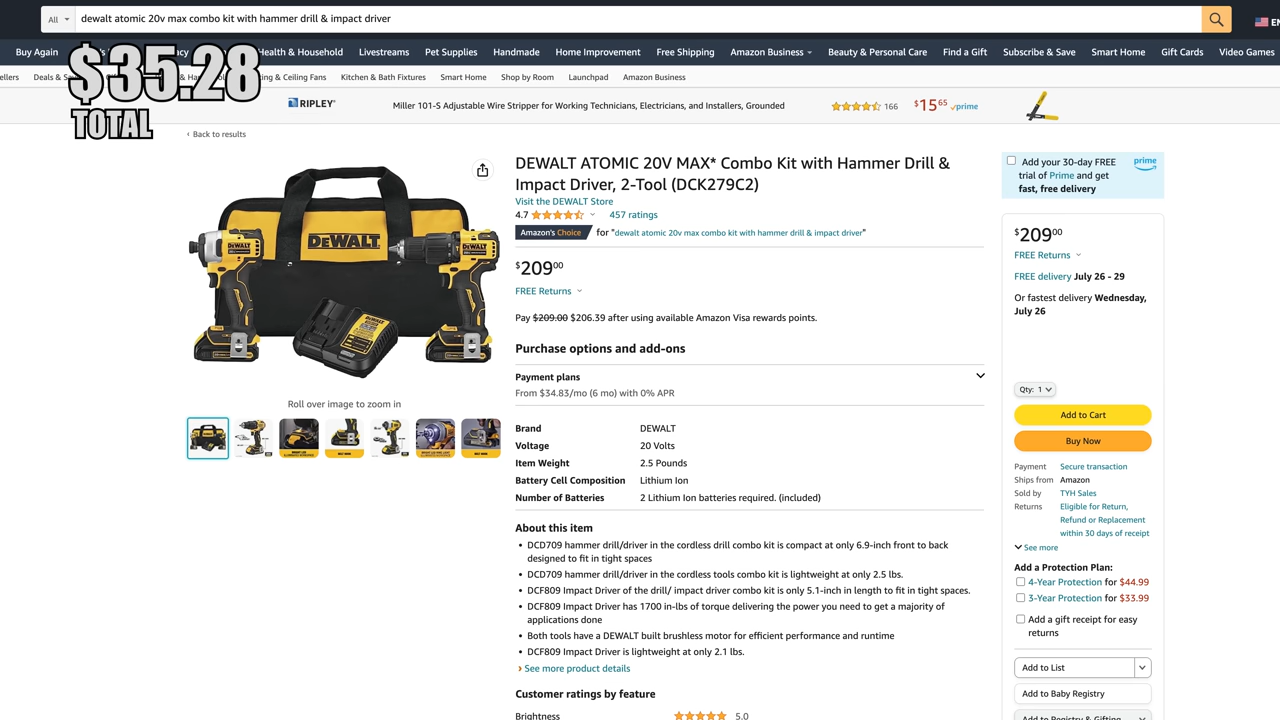 All
dewalt atomic 20v max combo kit with hammer drill & impact driver
EN
Buy Again
Health & Household
Livestreams
Pet Supplies
Handmade
Home Improvement
Free Shipping
Amazon Business
Beauty & Personal Care
Find a Gift
Subscribe & Save
Smart Home
Gift Cards
Video Games
$35.28
TOTAL
ellers
Deals &
& Ceiling Fans
Kitchen & Bath Fixtures
Smart Home
Shop by Room
Launchpad
Amazon Business
RIPLEY
Miller 101-S Adjustable Wire Stripper for Working Technicians, Electricians, and Installers, Grounded
166
$15 65
prime
‹ Back to results
DEWALT
DEWALT
DEWALT
DEWALT
Roll over image to zoom in
DEWALT ATOMIC 20V MAX* Combo Kit with Hammer Drill &
Impact Driver, 2-Tool (DCK279C2)
Visit the DEWALT Store
4.7
457 ratings
Amazon's Choice
for "dewalt atomic 20v max combo kit with hammer drill & impact driver"
$209 00
FREE Returns
Pay $209.00 $206.39 after using available Amazon Visa rewards points.
Purchase options and add-ons
Payment plans
From $34.83/mo (6 mo) with 0% APR
Brand DEWALT
Voltage 20 Volts
Item Weight 2.5 Pounds
Battery Cell Composition Lithium Ion
Number of Batteries 2 Lithium Ion batteries required. (included)
About this item
• DCD709 hammer drill/driver in the cordless drill combo kit is compact at only 6.9-inch front to back
designed to fit in tight spaces
• DCD709 hammer drill/driver in the cordless tools combo kit is lightweight at only 2.5 lbs.
• DCF809 Impact Driver of the drill/ impact driver combo kit is only 5.1-inch in length to fit in tight spaces.
• DCF809 Impact Driver has 1700 in-lbs of torque delivering the power you need to get a majority of
applications done
• Both tools have a DEWALT built brushless motor for efficient performance and runtime
• DCF809 Impact Driver is lightweight at only 2.1 lbs.
› See more product details
Customer ratings by feature
Brightness 5.0
Add your 30-day FREE
trial of Prime and get
fast, free delivery
prime
$209 00
FREE Returns
FREE delivery July 26 - 29
Or fastest delivery Wednesday,
July 26
Qty: 1
Add to Cart
Buy Now
Payment Secure transaction
Ships from Amazon
Sold by TYH Sales
Returns Eligible for Return,
Refund or Replacement
within 30 days of receipt
See more
Add a Protection Plan:
4-Year Protection for $44.99
3-Year Protection for $33.99
Add a gift receipt for easy
returns
Add to List
Add to Baby Registry
Add to Registry & Gifting